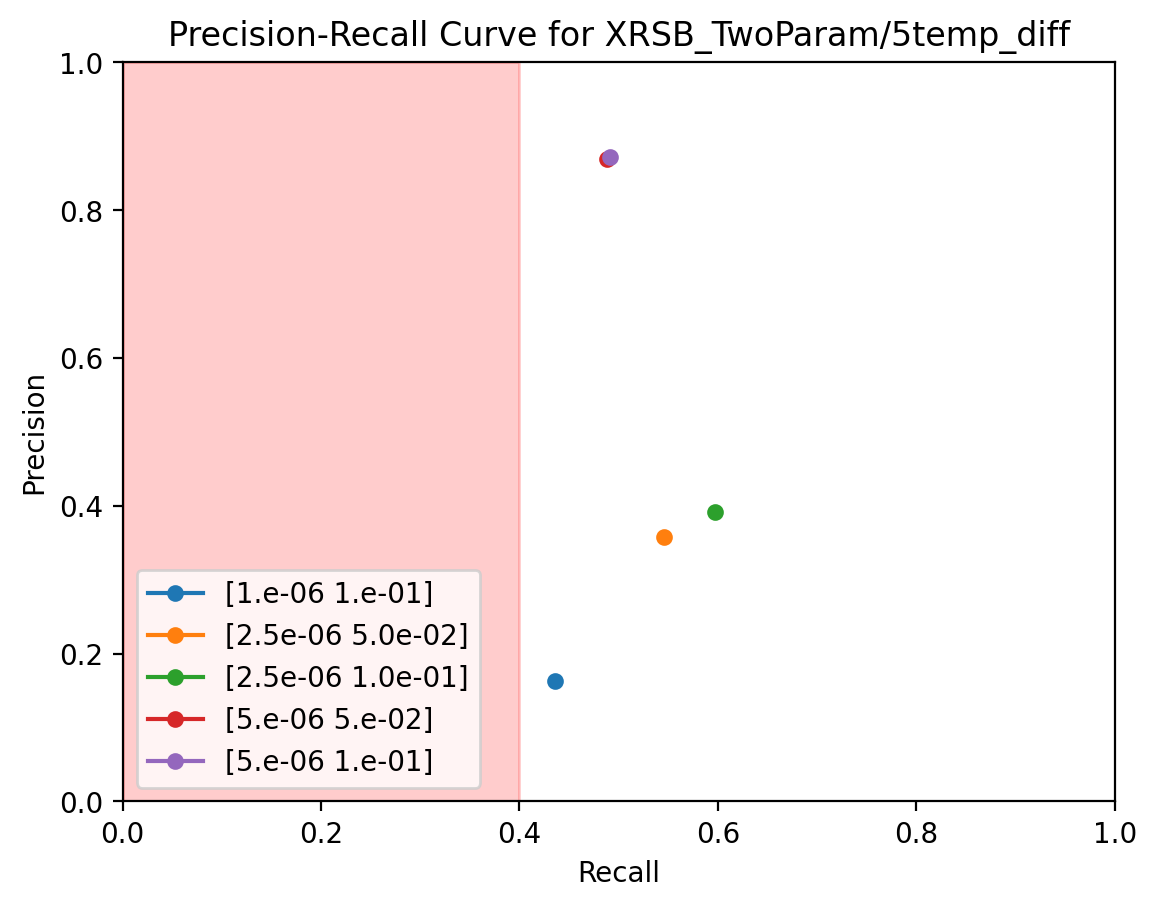 Precision-Recall Curve for XRSB_TwoParam/5temp_diff
1.0
0.8
0.6
0.4
0.2
0.0
Precision
[1.e-06 1.e-01]
[2.5e-06 5.0e-02]
[2.5e-06 1.0e-01]
[5.e-06 5.e-02]
[5.e-06 1.e-01]
0.0 0.2 0.4 0.6 0.8 1.0
Recall